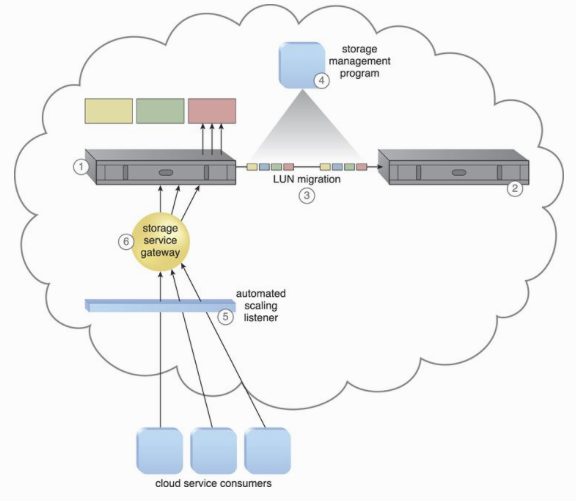 storage
management
program
4
1
LUN migration
3
2
6
storage
service
gateway
automated
scaling
listener
5
cloud service consumers